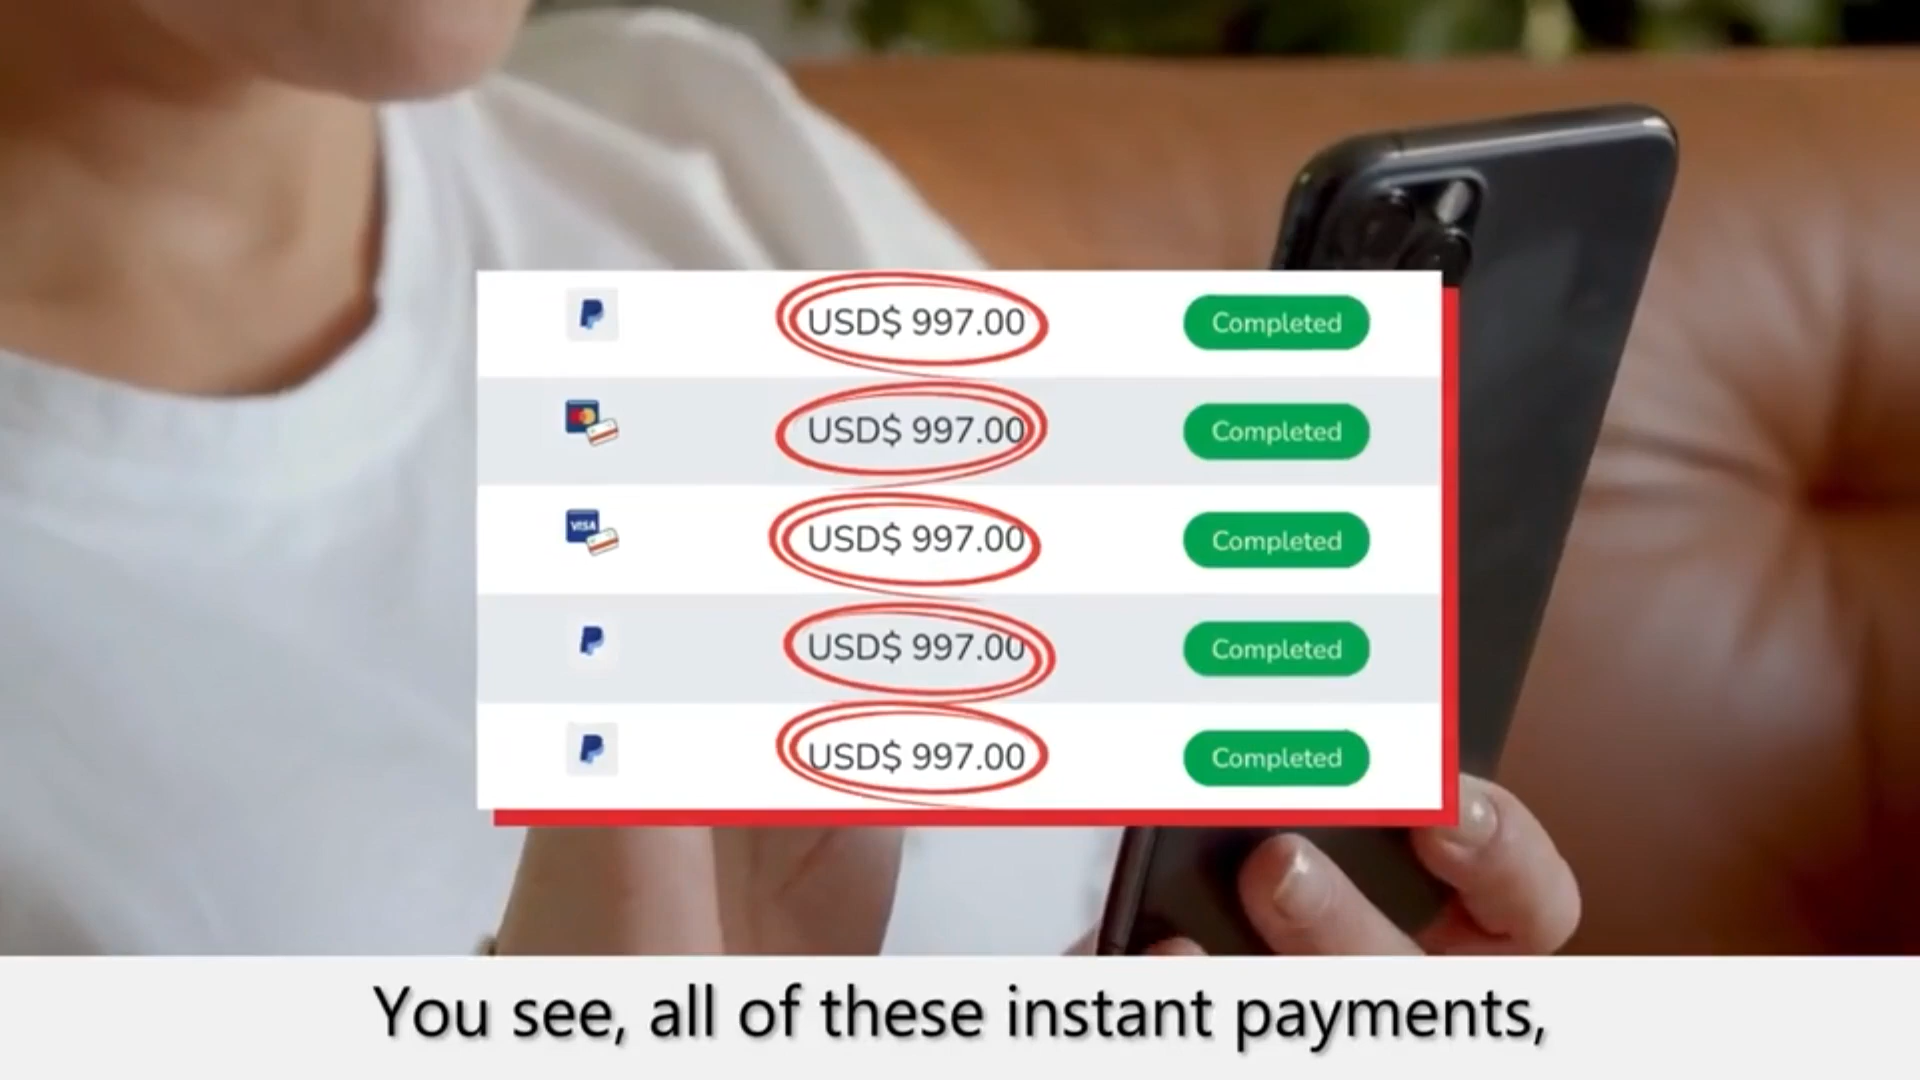 USD$ 997.00 Completed
USD$ 997.00 Completed
VISA USD$ 997.00 Completed
USD$ 997.00 Completed
USD$ 997.00 Completed
You see, all of these instant payments,